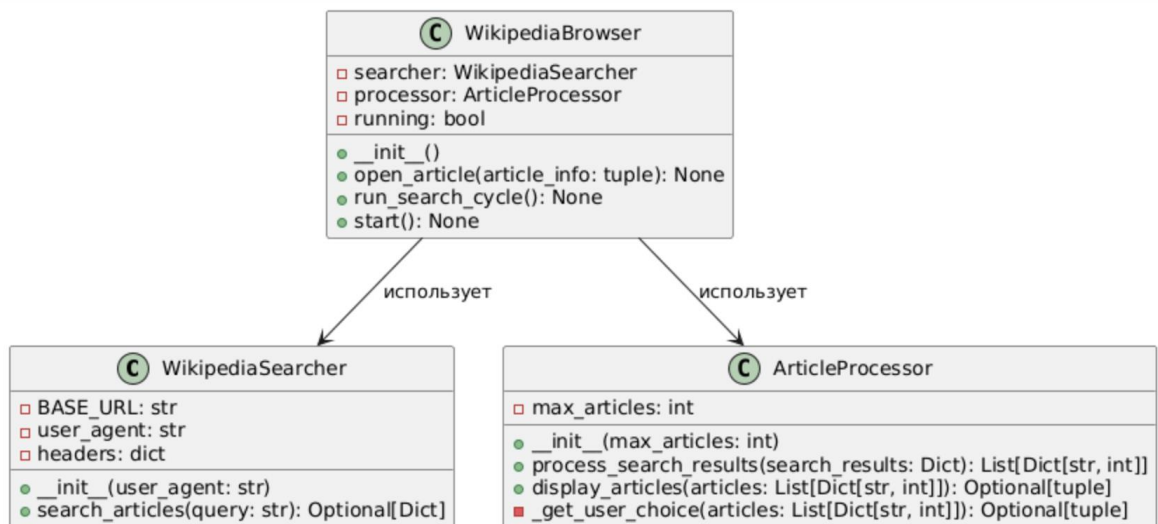 C WikipediaBrowser
searcher: WikipediaSearcher
processor: ArticleProcessor
running: bool
__init__()
open_article(article_info: tuple): None
run_search_cycle(): None
start(): None
использует
использует
C WikipediaSearcher
BASE_URL: str
user_agent: str
headers: dict
__init__(user_agent: str)
search_articles(query: str): Optional[Dict]
C ArticleProcessor
max_articles: int
__init__(max_articles: int)
process_search_results(search_results: Dict): List[Dict[str, int]]
display_articles(articles: List[Dict[str, int]]): Optional[tuple]
_get_user_choice(articles: List[Dict[str, int]]): Optional[tuple]